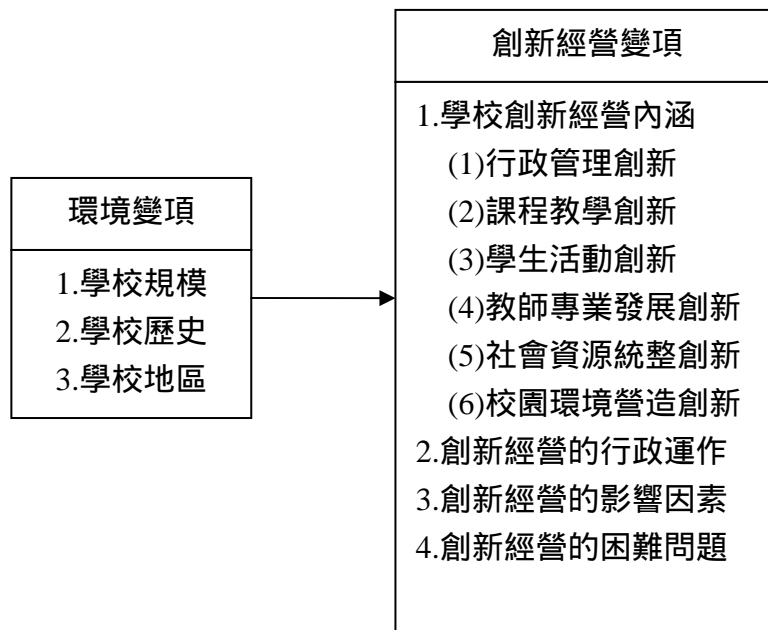 環境變項
1.學校規模
2.學校歷史
3.學校地區
創新經營變項
1.學校創新經營內涵
(1)行政管理創新
(2)課程教學創新
(3)學生活動創新
(4)教師專業發展創新
(5)社會資源統整創新
(6)校園環境營造創新
2.創新經營的行政運作
3.創新經營的影響因素
4.創新經營的困難問題